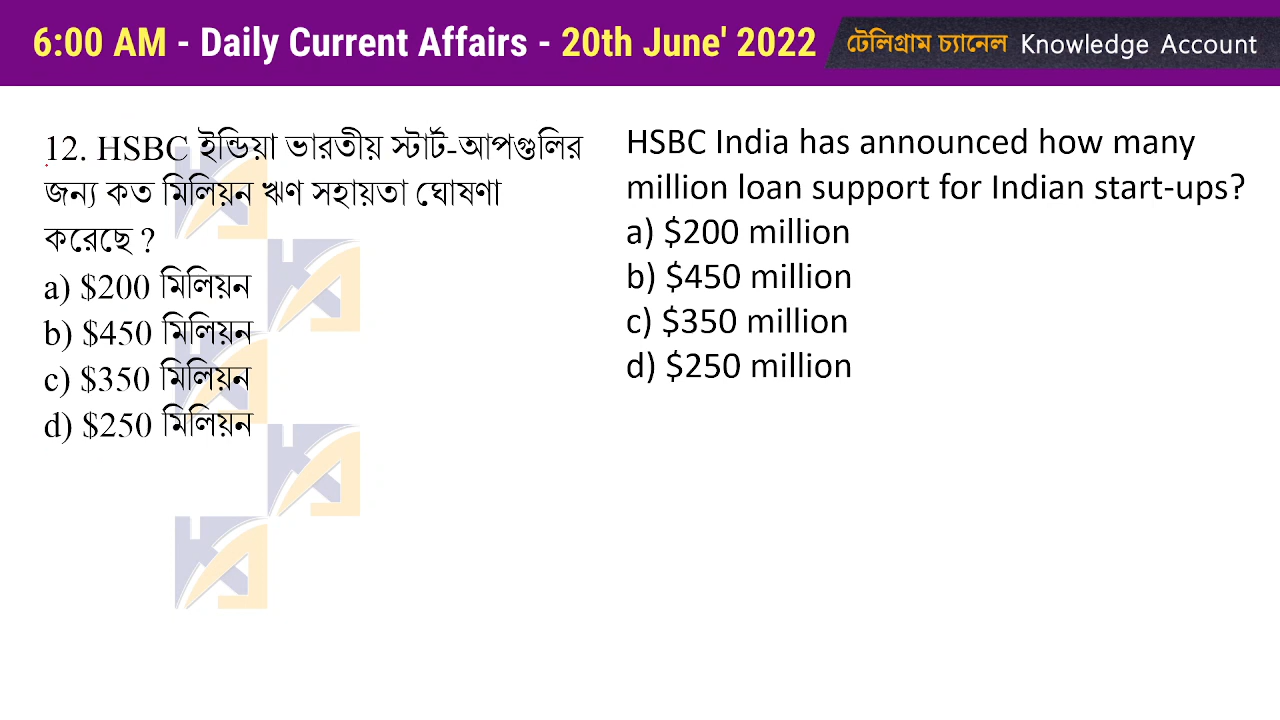 6:00 AM - Daily Current Affairs - 20th June' 2022
টেলিগ্রাম চ্যানেল Knowledge Account
12. HSBC ইন্ডিয়া ভারতীয় স্টার্ট-আপগুলির
জন্য কত মিলিয়ন ঋণ সহায়তা ঘোষণা
করেছে ?
a) $200 মিলিয়ন
b) $450 মিলিয়ন
c) $350 মিলিয়ন
d) $250 মিলিয়ন
HSBC India has announced how many
million loan support for Indian start-ups?
a) $200 million
b) $450 million
c) $350 million
d) $250 million